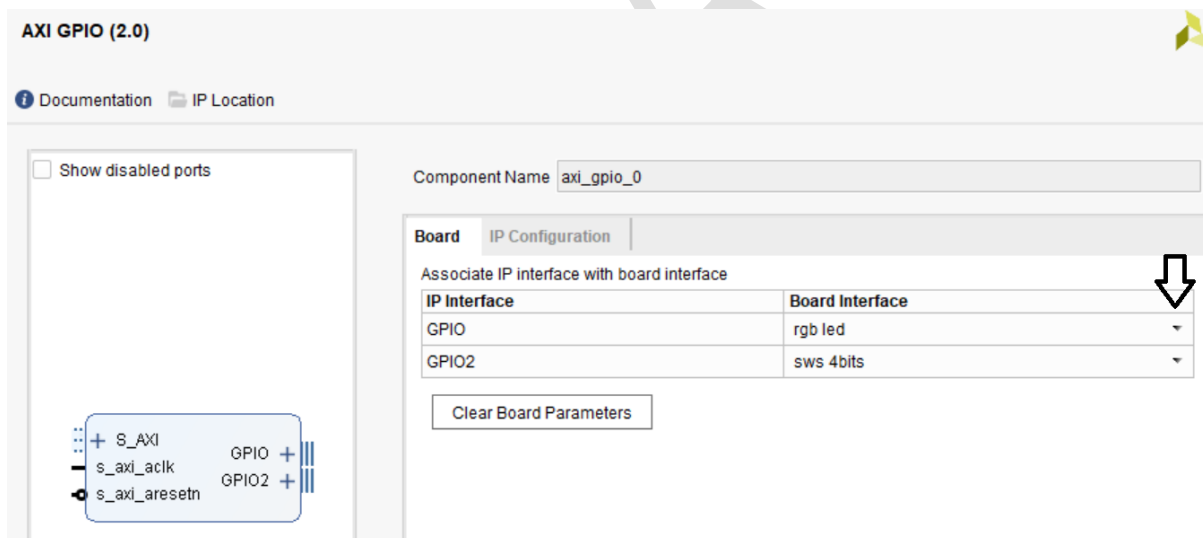 AXI GPIO (2.0)
Documentation IP Location
Show disabled ports
Component Name axi_gpio_0
Board IP Configuration
Associate IP interface with board interface
IP Interface Board Interface
GPIO rgb led
GPIO2 sws 4bits
Clear Board Parameters
S_AXI
s_axi_aclk
s_axi_aresetn
GPIO
GPIO2